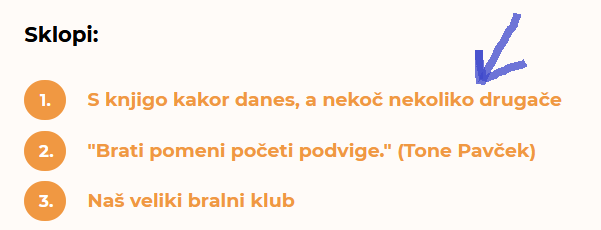 Sklopi:
1. S knjigo kakor danes, a nekoč nekoliko drugače
2. "Brati pomeni početi podvige." (Tone Pavček)
3. Naš veliki bralni klub